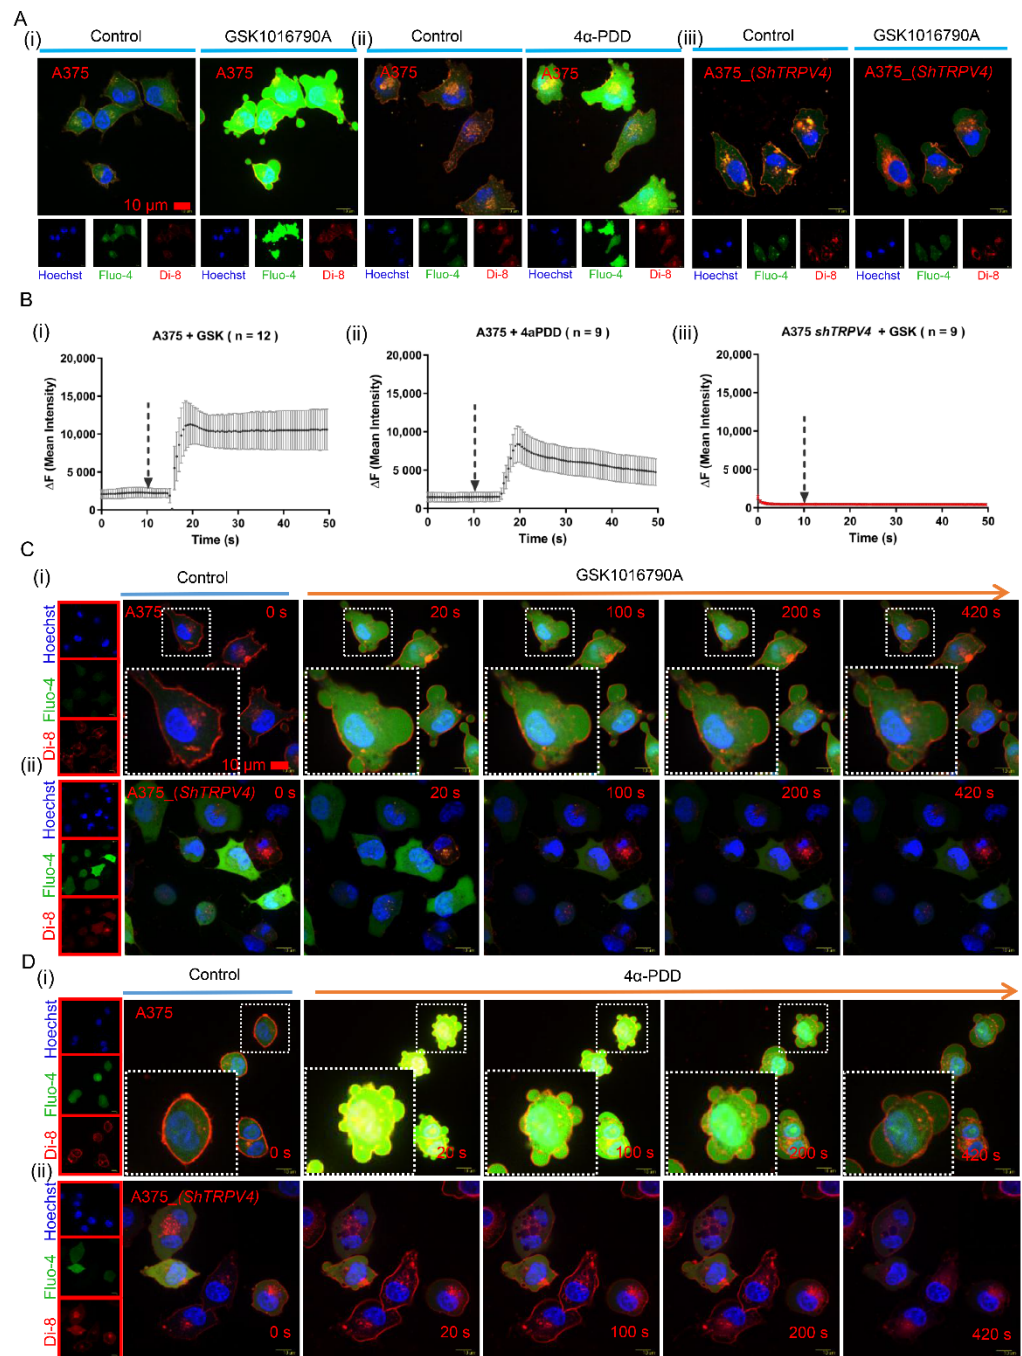 A
(i) Control GSK1016790A (ii) Control 4α-PDD (iii) Control GSK1016790A
A375 A375 A375 A375 A375_(ShTRPV4) A375_(ShTRPV4)
10 µm
Hoechst Fluo-4 Di-8 Hoechst Fluo-4 Di-8 Hoechst Fluo-4 Di-8 Hoechst Fluo-4 Di-8 Hoechst Fluo-4 Di-8 Hoechst Fluo-4 Di-8
B
(i) A375 + GSK ( n = 12 )
20,000
15,000
10,000
5 000
0
0 10 20 30 40 50
ΔF (Mean Intensity)
Time (s)
(ii) A375 + 4aPDD ( n = 9 )
20,000
15,000
10,000
5 000
0
0 10 20 30 40 50
ΔF (Mean Intensity)
Time (s)
(iii) A375 shTRPV4 + GSK ( n = 9 )
20,000
15,000
10,000
5 000
0
0 10 20 30 40 50
ΔF (Mean Intensity)
Time (s)
C
(i) Control GSK1016790A
Hoechst
Fluo-4
Di-8
A375 0 s 20 s 100 s 200 s 420 s
10 µm
(ii)
Hoechst
Fluo-4
Di-8
A375_(ShTRPV4) 0 s 20 s 100 s 200 s 420 s
D
(i) Control 4α-PDD
Hoechst
Fluo-4
Di-8
A375
0 s 20 s 100 s 200 s 420 s
(ii)
Hoechst
Fluo-4
Di-8
A375_(ShTRPV4)
0 s 20 s 100 s 200 s 420 s